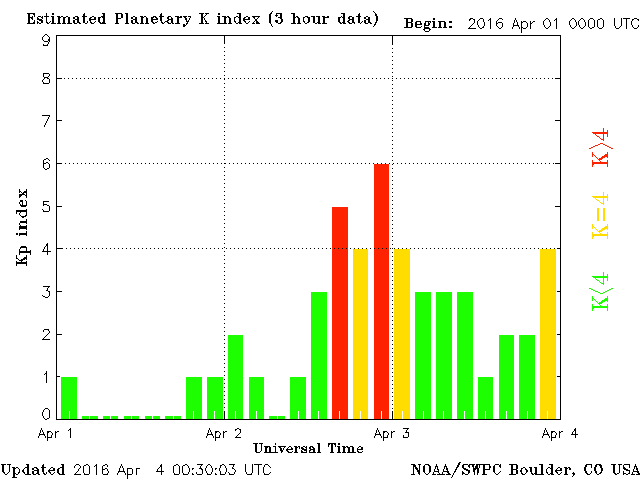 Estimated Planetary K index (3 hour data) Begin: 2016 Apr 01 0000 UTC
9
8
7
6
5
4
3
2
1
0
Kp index
K<4 K=4 K>4
Apr 1 Apr 2 Apr 3 Apr 4
Universal Time
Updated 2016 Apr 4 00:30:03 UTC NOAA/SWPC Boulder, CO USA